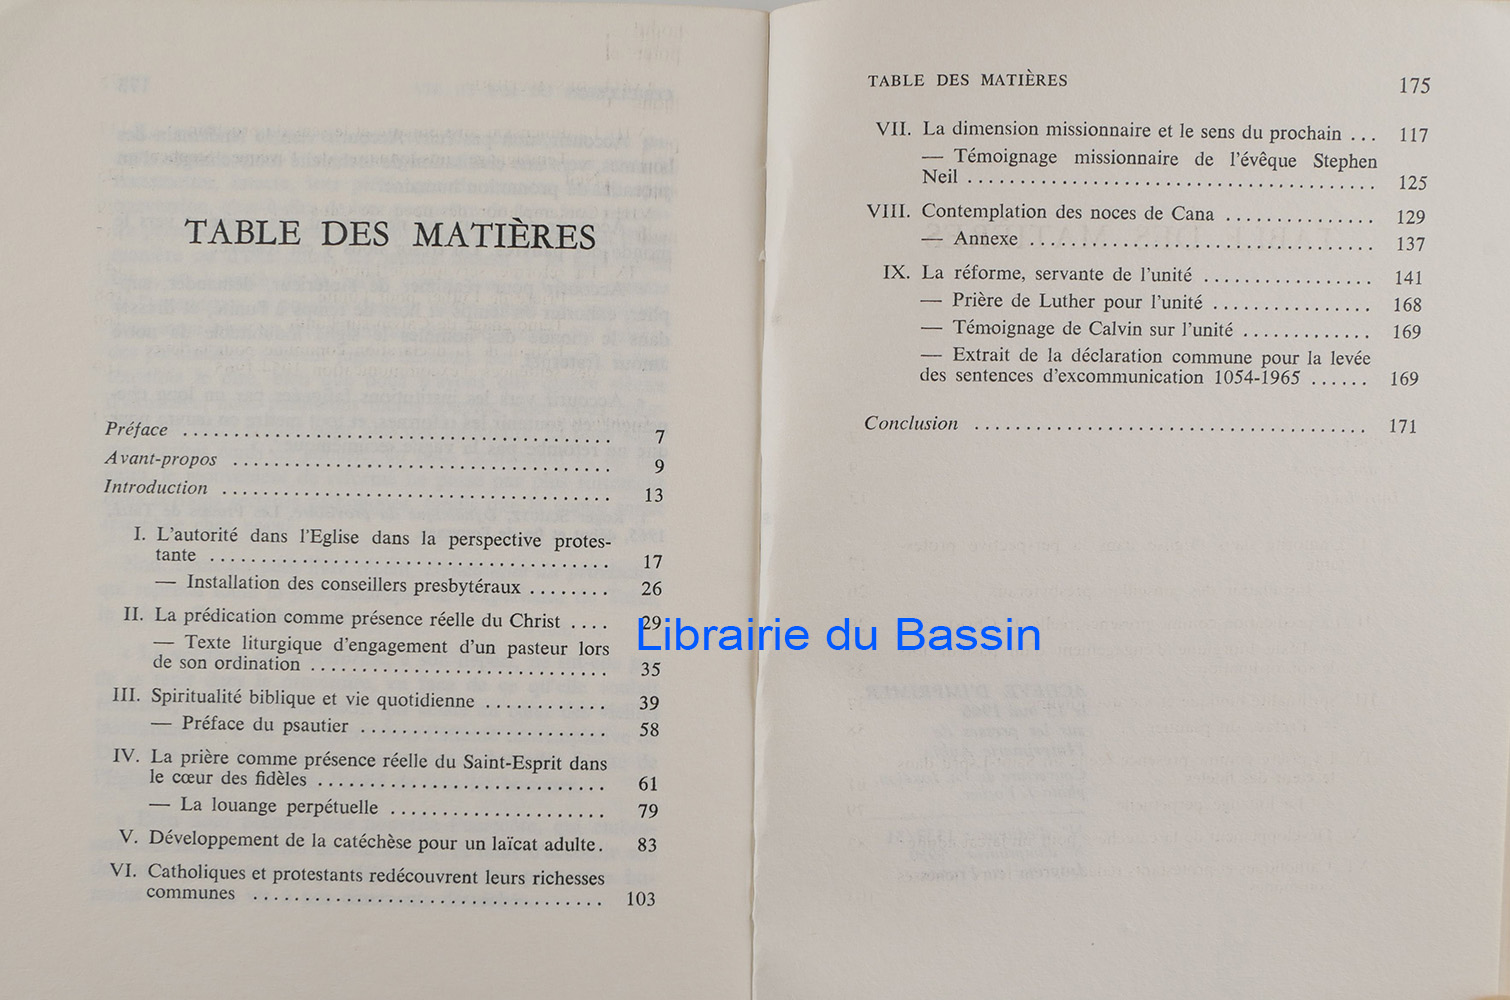 TABLE DES MATIÈRES
Préface ........................................ 7
Avant-propos ................................... 9
Introduction ................................... 13
I. L'autorité dans l'Eglise dans la perspective protes-
tante ....................................... 17
— Installation des conseillers presbytéraux ........ 26
II. La prédication comme présence réelle du Christ .... 29
— Texte liturgique d'engagement d'un pasteur lors
de son ordination ............................. 35
III. Spiritualité biblique et vie quotidienne ............ 39
— Préface du psautier ........................ 58
IV. La prière comme présence réelle du Saint-Esprit dans
le cœur des fidèles ............................ 61
— La louange perpétuelle ..................... 79
V. Développement de la catéchèse pour un laïcat adulte. 83
VI. Catholiques et protestants redécouvrent leurs richesses
communes .................................. 103
Librairie du Bassin
TABLE DES MATIÈRES 175
VII. La dimension missionnaire et le sens du prochain ... 117
— Témoignage missionnaire de l'évêque Stephen
Neil ........................................ 125
VIII. Contemplation des noces de Cana ............... 129
— Annexe .................................. 137
IX. La réforme, servante de l'unité ................. 141
— Prière de Luther pour l'unité ................ 168
— Témoignage de Calvin sur l'unité ............. 169
— Extrait de la déclaration commune pour la levée
des sentences d'excommunication 1054-1965 ...... 169
Conclusion ...................................... 171